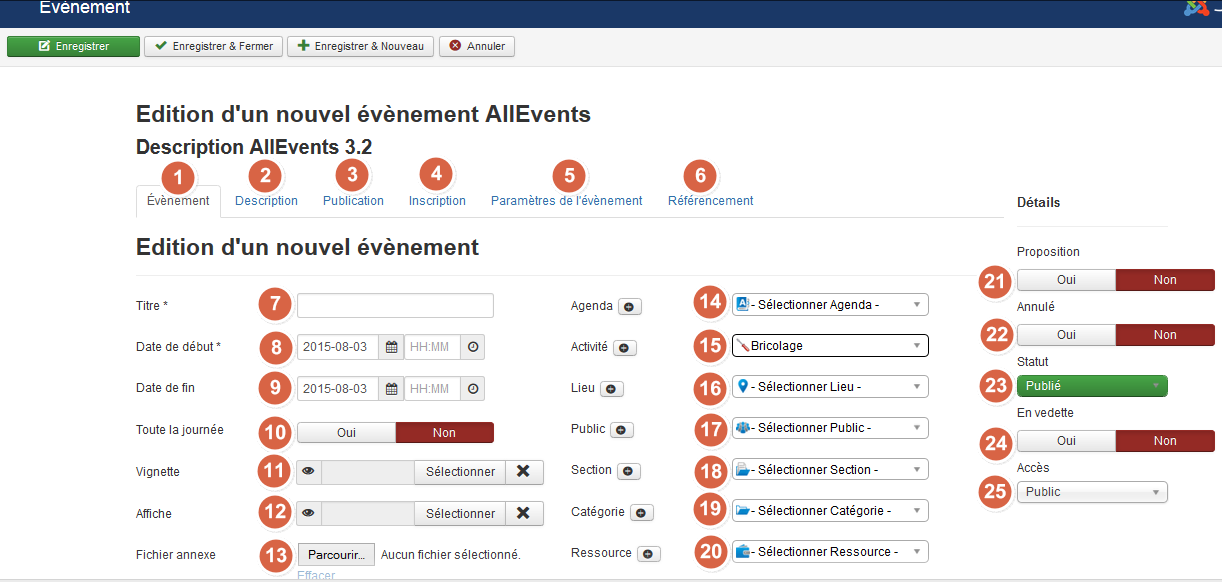 Evènement
Enregistrer Enregistrer & Fermer Enregistrer & Nouveau Annuler
Edition d'un nouvel évènement AllEvents
Description AllEvents 3.2
1 2 3 4 5 6
Évènement Description Publication Inscription Paramètres de l'évènement Référencement
Edition d'un nouvel évènement
Titre * 7
Date de début * 8 2015-08-03 HH:MM
Date de fin 9 2015-08-03 HH:MM
Toute la journée 10 Oui Non
Vignette 11 Sélectionner
Affiche 12 Sélectionner
Fichier annexe 13 Parcourir... Aucun fichier sélectionné.
Effacer
Agenda 14 - Sélectionner Agenda -
Activité 15 Bricolage
Lieu 16 - Sélectionner Lieu -
Public 17 - Sélectionner Public -
Section 18 - Sélectionner Section -
Catégorie 19 - Sélectionner Catégorie -
Ressource 20 - Sélectionner Ressource -
Détails
Proposition
21 Oui Non
Annulé
22 Oui Non
Statut
23 Publié
En vedette
24 Oui Non
Accès
25 Public